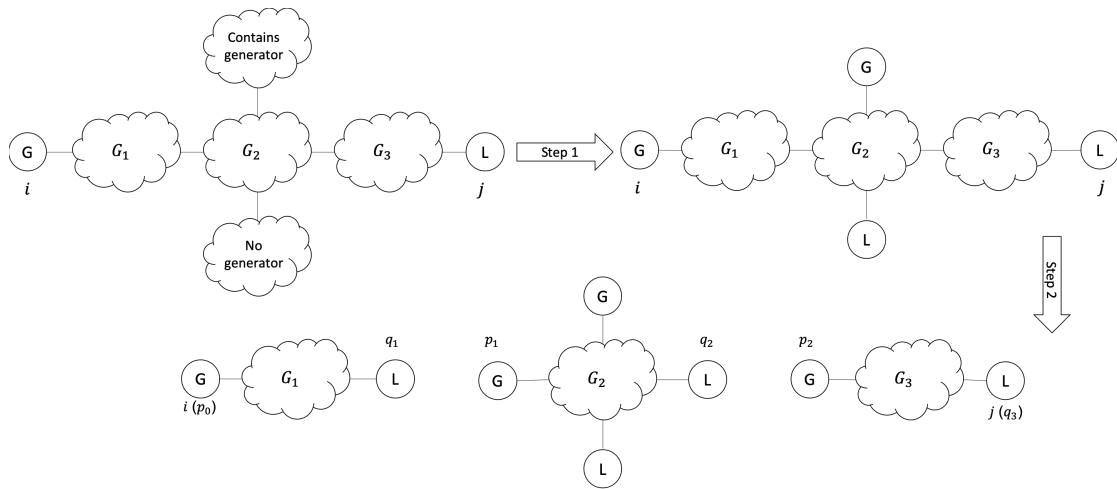 Contains
generator
G
G₁
G₂
G₃
L
i
j
No
generator
Step 1
G
G
G₁
G₂
G₃
L
i
j
L
Step 2
G
G₁
q₁
L
i (p₀)
G
p₁
G
G₂
q₂
L
L
p₂
G
G₃
L
j (q₃)